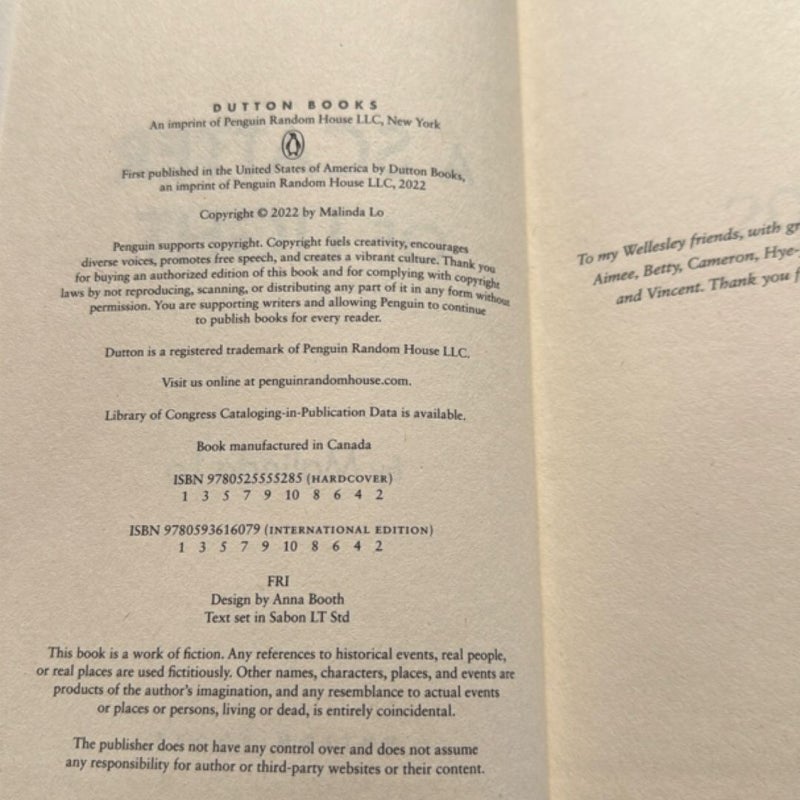 DUTTON BOOKS
An imprint of Penguin Random House LLC, New York
First published in the United States of America by Dutton Books,
an imprint of Penguin Random House LLC, 2022
Copyright © 2022 by Malinda Lo
Penguin supports copyright. Copyright fuels creativity, encourages
diverse voices, promotes free speech, and creates a vibrant culture. Thank you
for buying an authorized edition of this book and for complying with copyright
laws by not reproducing, scanning, or distributing any part of it in any form without
permission. You are supporting writers and allowing Penguin to continue
to publish books for every reader.
Dutton is a registered trademark of Penguin Random House LLC.
Visit us online at penguinrandomhouse.com.
Library of Congress Cataloging-in-Publication Data is available.
Book manufactured in Canada
ISBN 9780525555285 (HARDCOVER)
1 3 5 7 9 10 8 6 4 2
ISBN 9780593616079 (INTERNATIONAL EDITION)
1 3 5 7 9 10 8 6 4 2
FRI
Design by Anna Booth
Text set in Sabon LT Std
This book is a work of fiction. Any references to historical events, real people,
or real places are used fictitiously. Other names, characters, places, and events are
products of the author's imagination, and any resemblance to actual events
or places or persons, living or dead, is entirely coincidental.
The publisher does not have any control over and does not assume
any responsibility for author or third-party websites or their content.
To my Wellesley friends, with
Aimee, Betty, Cameron,
and Vincent. Thank you